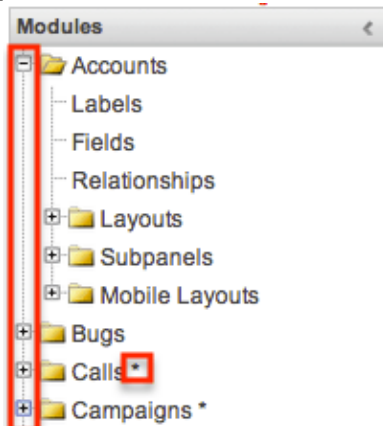 Modules <
Accounts
Labels
Fields
Relationships
Layouts
Subpanels
Mobile Layouts
Bugs
Calls *
Campaigns *